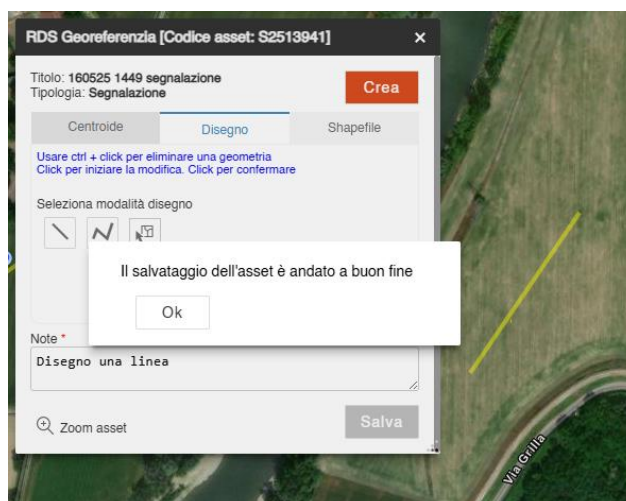 RDS Georeferenzia [Codice asset: S2513941]
×
Titolo: 160525 1449 segnalazione
Tipologia: Segnalazione
Crea
Centroide
Disegno
Shapefile
Usare ctrl + click per eliminare una geometria
Click per iniziare la modifica. Click per confermare
Seleziona modalità disegno
Il salvataggio dell'asset è andato a buon fine
Ok
Note *
Disegno una linea
Zoom asset
Salva
Via Grilla